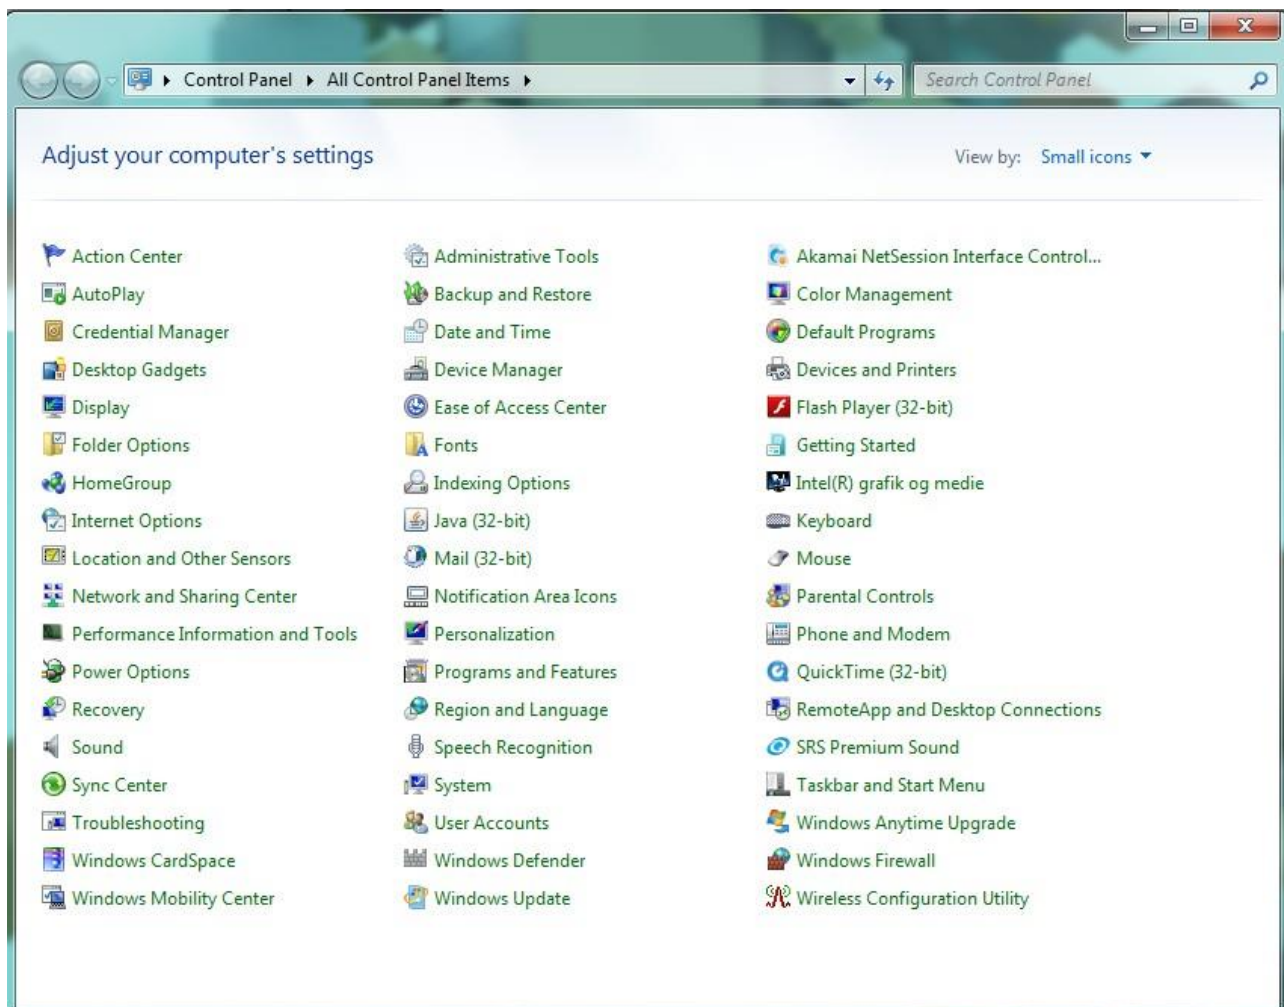 Control Panel All Control Panel Items Search Control Panel
Adjust your computer's settings View by: Small icons
Action Center Administrative Tools Akamai NetSession Interface Control...
AutoPlay Backup and Restore Color Management
Credential Manager Date and Time Default Programs
Desktop Gadgets Device Manager Devices and Printers
Display Ease of Access Center Flash Player (32-bit)
Folder Options Fonts Getting Started
HomeGroup Indexing Options Intel(R) grafik og medie
Internet Options Java (32-bit) Keyboard
Location and Other Sensors Mail (32-bit) Mouse
Network and Sharing Center Notification Area Icons Parental Controls
Performance Information and Tools Personalization Phone and Modem
Power Options Programs and Features QuickTime (32-bit)
Recovery Region and Language RemoteApp and Desktop Connections
Sound Speech Recognition SRS Premium Sound
Sync Center System Taskbar and Start Menu
Troubleshooting User Accounts Windows Anytime Upgrade
Windows CardSpace Windows Defender Windows Firewall
Windows Mobility Center Windows Update Wireless Configuration Utility